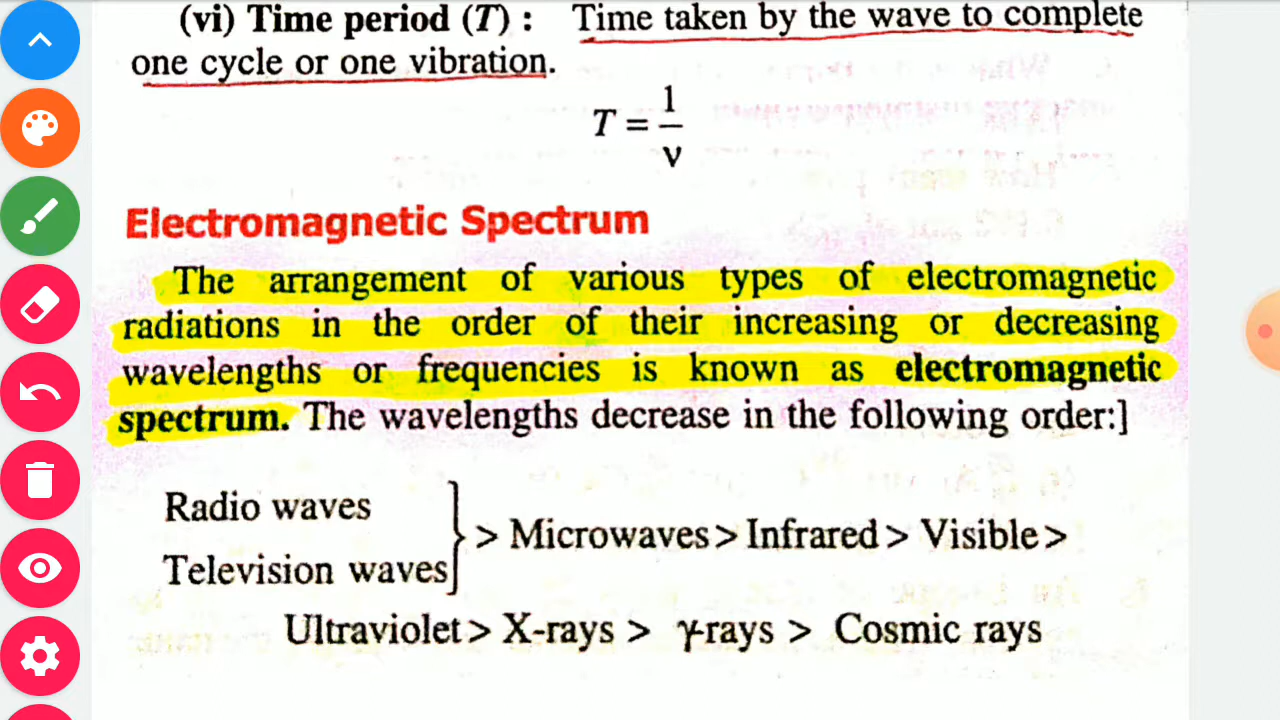 (vi) Time period (T) : Time taken by the wave to complete
one cycle or one vibration.
T = 1/ν
Electromagnetic Spectrum
The arrangement of various types of electromagnetic
radiations in the order of their increasing or decreasing
wavelengths or frequencies is known as electromagnetic
spectrum. The wavelengths decrease in the following order:]
Radio waves
Television waves} > Microwaves > Infrared > Visible >
Ultraviolet > X-rays > γ-rays > Cosmic rays